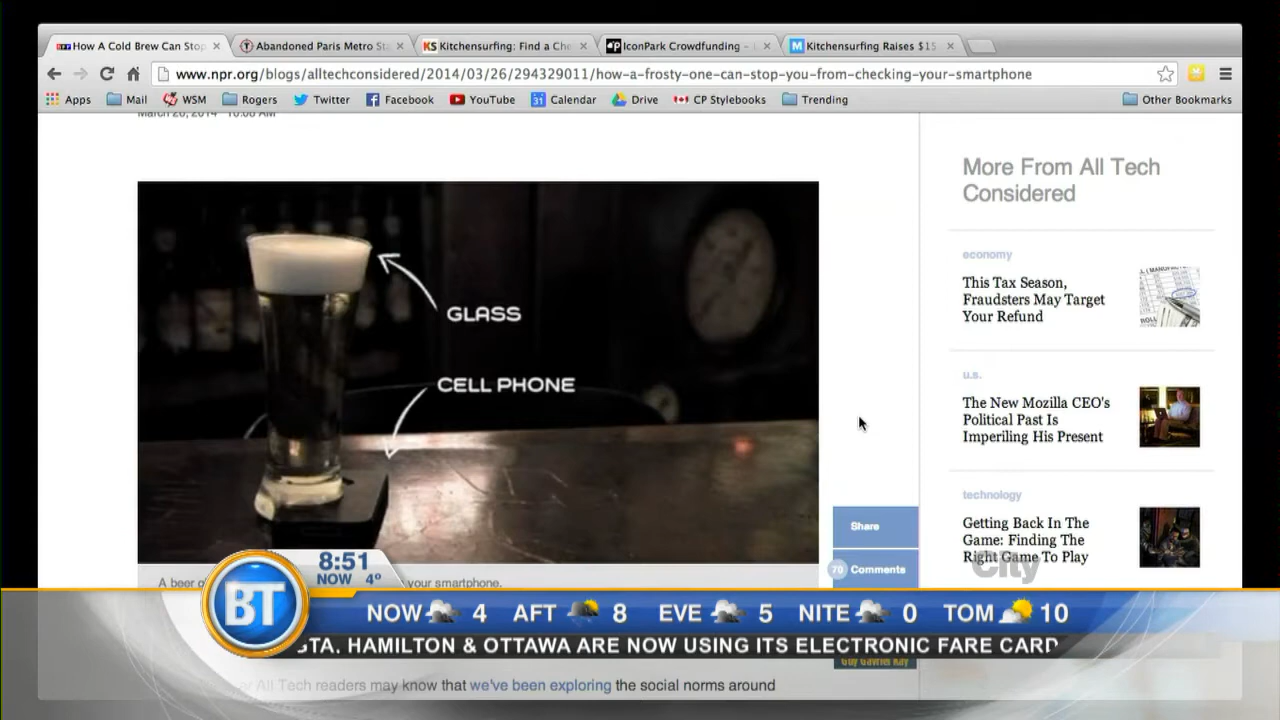 How A Cold Brew Can Stop
Abandoned Paris Metro Sta
Kitchensurfing: Find a Che
IconPark Crowdfunding –
Kitchensurfing Raises $15
www.npr.org/blogs/alltechconsidered/2014/03/26/294329011/how-a-frosty-one-can-stop-you-from-checking-your-smartphone
Apps Mail WSM Rogers Twitter Facebook YouTube 31 Calendar Drive CP Stylebooks Trending Other Bookmarks
More From All Tech
Considered
economy
This Tax Season,
Fraudsters May Target
Your Refund
GLASS
CELL PHONE
u.s.
The New Mozilla CEO's
Political Past Is
Imperiling His Present
technology
Getting Back In The
Game: Finding The
Right Game To Play
Share
70 Comments
City
A beer your smartphone.
8:51
NOW 4°
BT
NOW 4 AFT 8 EVE 5 NITE 0 TOM 10
GTA, HAMILTON & OTTAWA ARE NOW USING ITS ELECTRONIC FARE CARD
Guy Gavriel Kay
All Tech readers may know that we've been exploring the social norms around